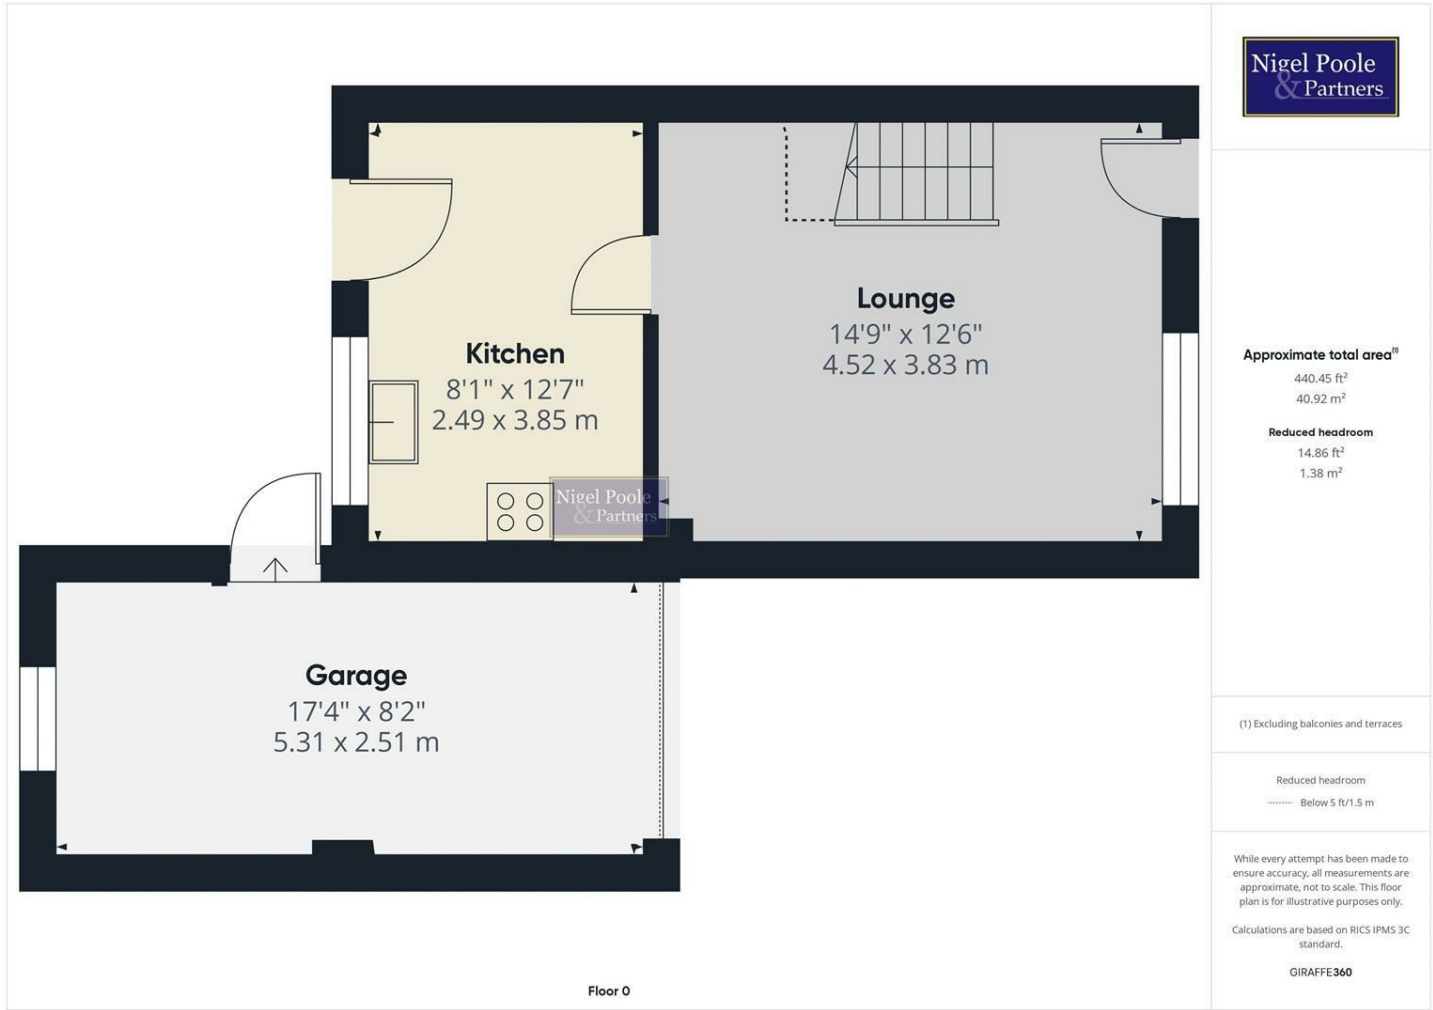 Nigel Poole
& Partners
Kitchen
8'1" x 12'7"
2.49 x 3.85 m
Lounge
14'9" x 12'6"
4.52 x 3.83 m
Nigel Poole
& Partners
Garage
17'4" x 8'2"
5.31 x 2.51 m
Floor 0
Approximate total area(1)
440.45 ft²
40.92 m²
Reduced headroom
14.86 ft²
1.38 m²
(1) Excluding balconies and terraces
Reduced headroom
Below 5 ft/1.5 m
While every attempt has been made to
ensure accuracy, all measurements are
approximate, not to scale. This floor
plan is for illustrative purposes only.
Calculations are based on RICS IPMS 3C
standard.
GIRAFFE360